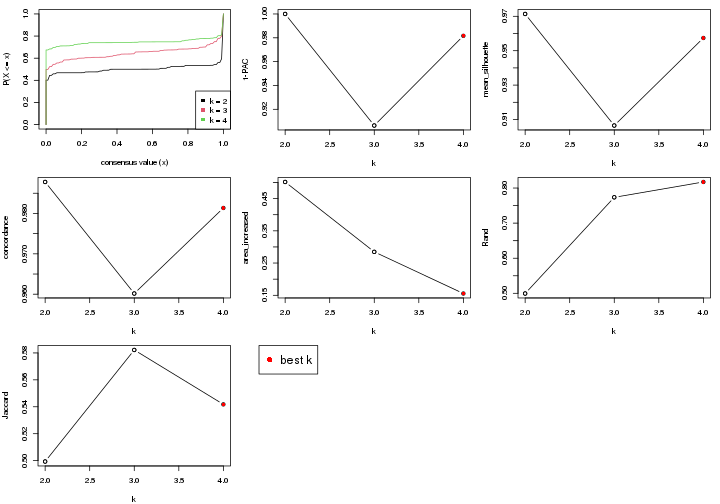 P(X <= x)
0.0 0.2 0.4 0.6 0.8 1.0
k = 2
k = 3
k = 4
0.0 0.2 0.4 0.6 0.8 1.0
consensus value (x)
1-PAC
0.92 0.94 0.96 0.98 1.00
2.0 2.5 3.0 3.5 4.0
k
mean_silhouette
0.91 0.93 0.95 0.97
2.0 2.5 3.0 3.5 4.0
k
concordance
0.960 0.970 0.980
2.0 2.5 3.0 3.5 4.0
k
area_increased
0.15 0.25 0.35 0.45
2.0 2.5 3.0 3.5 4.0
k
Rand
0.50 0.60 0.70 0.80
2.0 2.5 3.0 3.5 4.0
k
Jaccard
0.50 0.52 0.54 0.56 0.58
2.0 2.5 3.0 3.5 4.0
k
best k